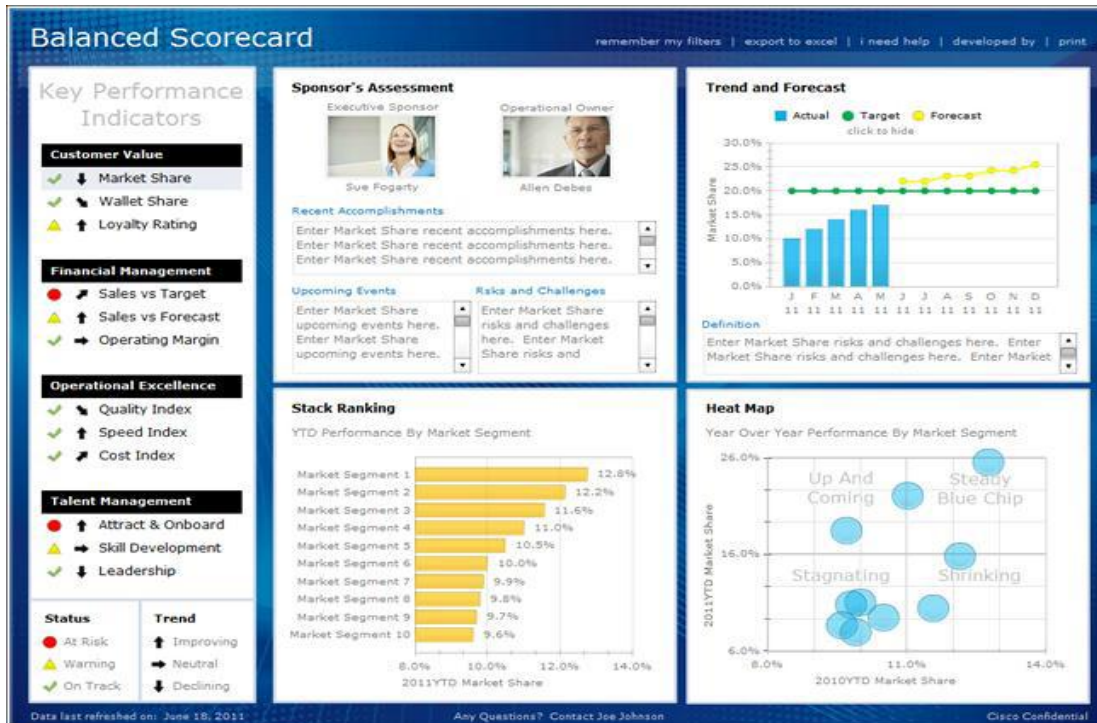 Balanced Scorecard
remember my filters | export to excel | i need help | developed by | print
Key Performance
Indicators
Customer Value
Market Share
Wallet Share
Loyalty Rating
Financial Management
Sales vs Target
Sales vs Forecast
Operating Margin
Operational Excellence
Quality Index
Speed Index
Cost Index
Talent Management
Attract & Onboard
Skill Development
Leadership
Status
At Risk
Warning
On Track
Trend
Improving
Neutral
Declining
Sponsor's Assessment
Executive Sponsor
Sue Fogarty
Operational Owner
Allen Debes
Recent Accomplishments
Enter Market Share recent accomplishments here.
Enter Market Share recent accomplishments here.
Enter Market Share recent accomplishments here.
Upcoming Events
Enter Market Share
upcoming events here.
Enter Market Share
upcoming events here.
Risks and Challenges
Enter Market Share
risks and challenges
here. Enter Market
Share risks and
Trend and Forecast
Actual Target Forecast
click to hide
Market Share
30.0%
25.0%
20.0%
15.0%
10.0%
5.0%
0.0%
J F M A M J J A S O N D
11 11 11 11 11 11 11 11 11 11 11 11
Definition
Enter Market Share risks and challenges here. Enter
Market Share risks and challenges here. Enter Market
Stack Ranking
YTD Performance By Market Segment
Market Segment 1 12.8%
Market Segment 2 12.2%
Market Segment 3 11.6%
Market Segment 4 11.0%
Market Segment 5 10.5%
Market Segment 6 10.0%
Market Segment 7 9.9%
Market Segment 8 9.8%
Market Segment 9 9.7%
Market Segment 10 9.6%
8.0% 10.0% 12.0% 14.0%
2011YTD Market Share
Heat Map
Year Over Year Performance By Market Segment
2011YTD Market Share
26.0%
16.0%
6.0%
Up And
Coming
Steady
Blue Chip
Stagnating
Shrinking
8.0% 11.0% 14.0%
2010YTD Market Share
Data last refreshed on: June 18, 2011
Any Questions? Contact Joe Johnson
Cisco Confidential